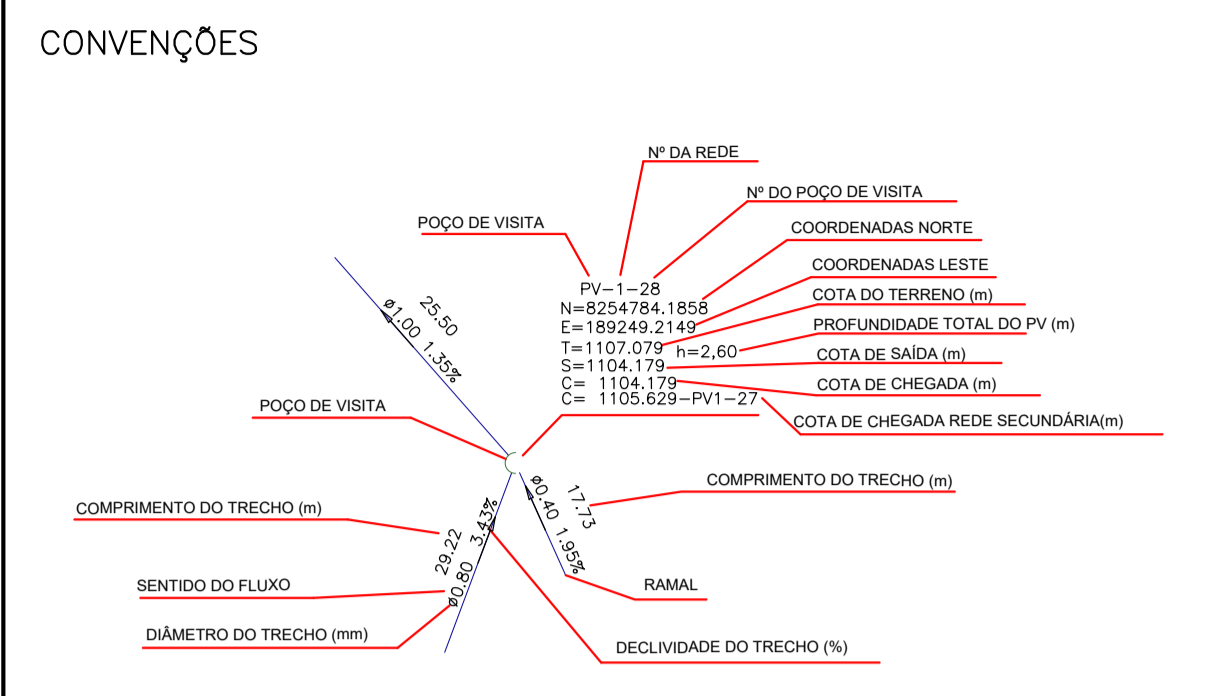 CONVENÇÕES
Nº DA REDE
Nº DO POÇO DE VISITA
POÇO DE VISITA
COORDENADAS NORTE
COORDENADAS LESTE
PV-1-28
COTA DO TERRENO (m)
N=8254784.1858
E=189249.2149
PROFUNDIDADE TOTAL DO PV (m)
T=1107.079 h=2,60
COTA DE SAÍDA (m)
S=1104.179
COTA DE CHEGADA (m)
C= 1104.179
C= 1105.629-PV1-27
COTA DE CHEGADA REDE SECUNDÁRIA(m)
25.50
ø1.00 1.35%
POÇO DE VISITA
COMPRIMENTO DO TRECHO (m)
17.73
ø0.40 1.95%
COMPRIMENTO DO TRECHO (m)
29.22
ø0.80 3.43%
SENTIDO DO FLUXO
RAMAL
DIÂMETRO DO TRECHO (mm)
DECLIVIDADE DO TRECHO (%)